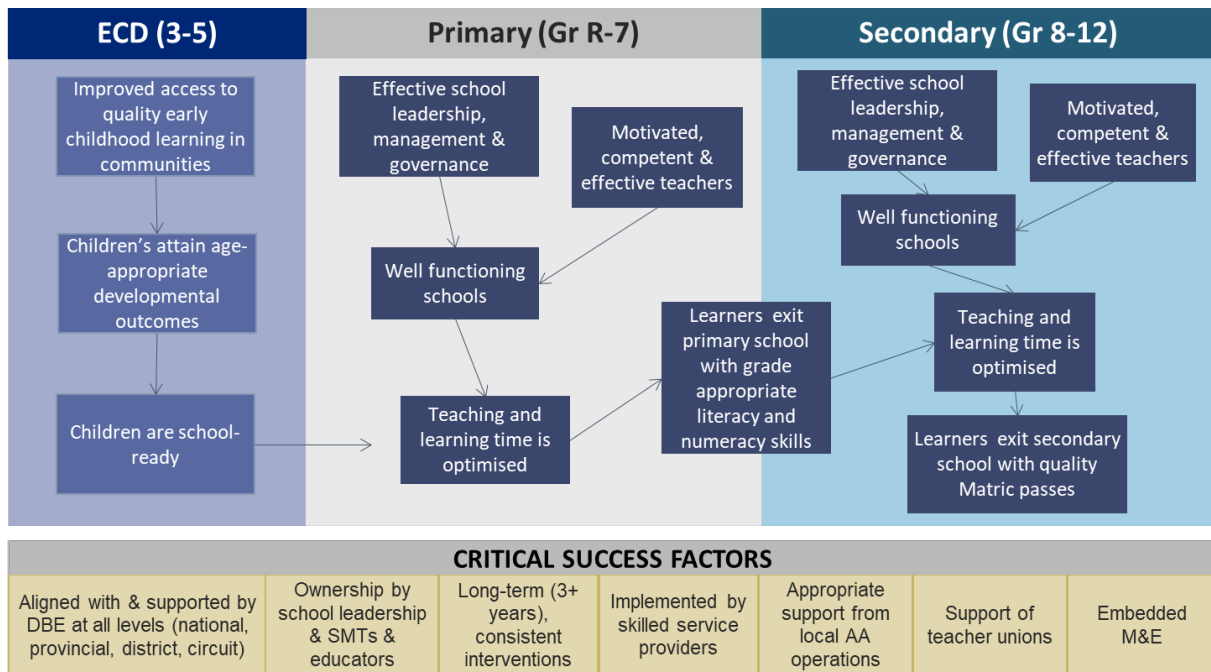 ECD (3-5)
Improved access to
quality early
childhood learning in
communities
Children's attain age-
appropriate
developmental
outcomes
Children are school-
ready
Primary (Gr R-7)
Effective school
leadership,
management &
governance
Motivated,
competent &
effective teachers
Well functioning
schools
Teaching and
learning time is
optimised
Learners exit
primary school
with grade
appropriate
literacy and
numeracy skills
Secondary (Gr 8-12)
Effective school
leadership,
management &
governance
Motivated,
competent &
effective teachers
Well functioning
schools
Teaching and
learning time is
optimised
Learners exit secondary
school with quality
Matric passes
CRITICAL SUCCESS FACTORS
Aligned with & supported by
DBE at all levels (national,
provincial, district, circuit)
Ownership by
school leadership
& SMTs &
educators
Long-term (3+
years),
consistent
interventions
Implemented by
skilled service
providers
Appropriate
support from
local AA
operations
Support of
teacher unions
Embedded
M&E